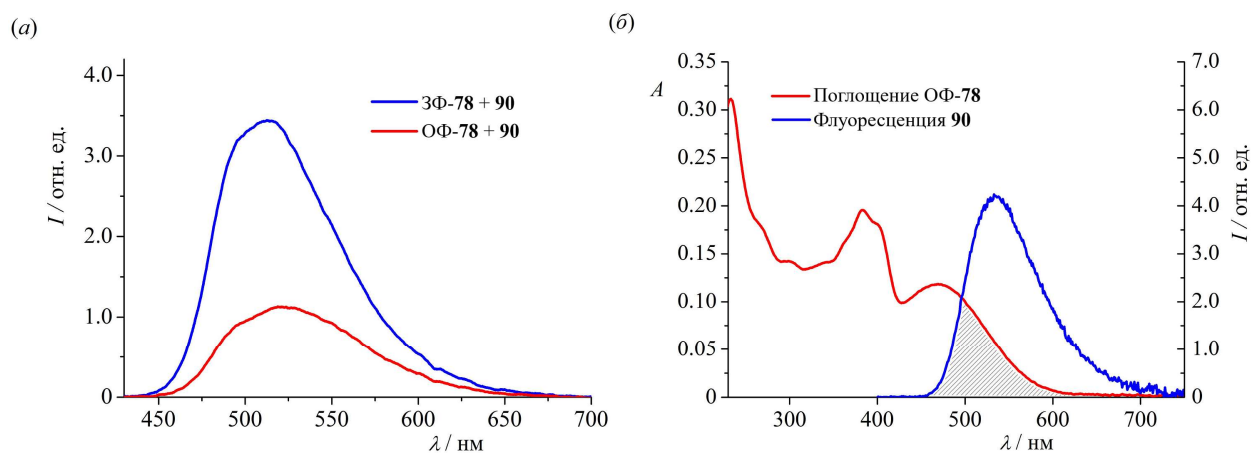 (а)
I / отн. ед.
4.0
3.0
2.0
1.0
0
ЗФ-78 + 90
ОФ-78 + 90
450
500
550
600
650
700
λ / нм
(б)
A
0.35
0.30
0.25
0.20
0.15
0.10
0.05
0
Поглощение ОФ-78
Флуоресценция 90
7.0
6.0
5.0
4.0
3.0
2.0
1.0
0
I / отн. ед.
300
400
500
600
700
λ / нм